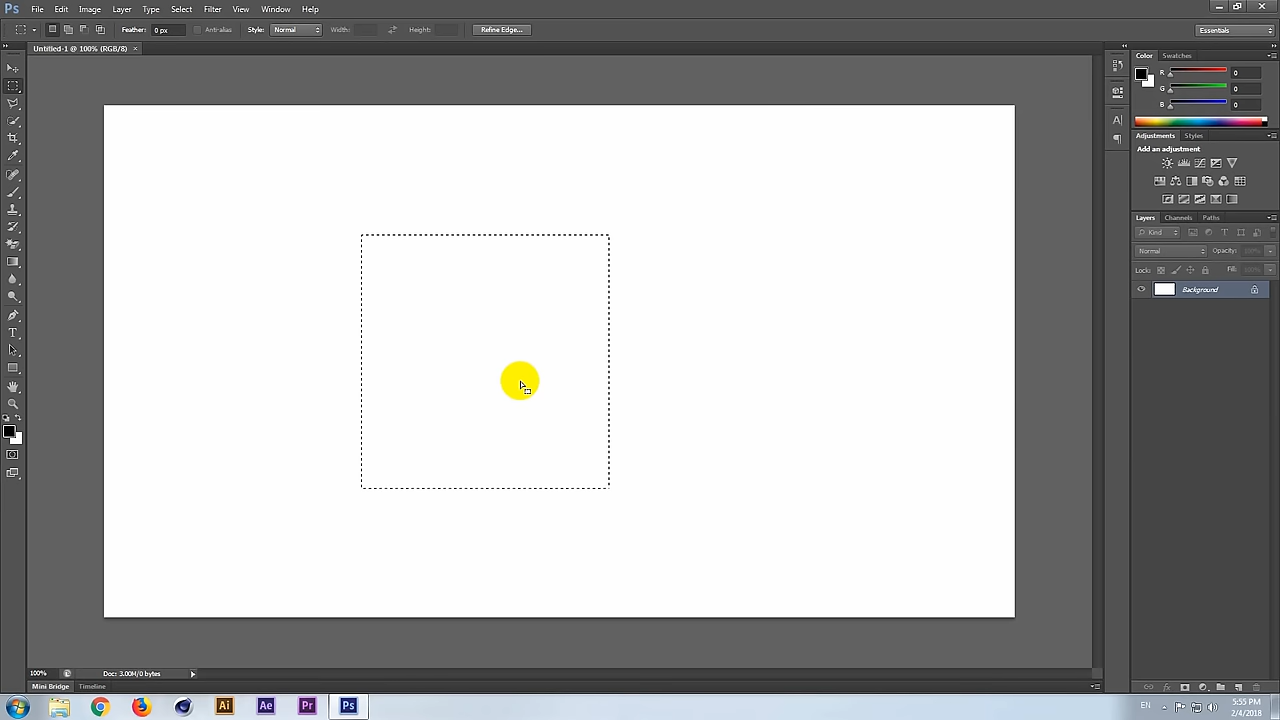 Ps File Edit Image Layer Type Select Filter View Window Help
Feather: 0 px Anti-alias Style: Normal Width: Height: Refine Edge... Essentials
Untitled-1 @ 100% (RGB/8) ×
Color Swatches
R 0
G 0
B 0
Adjustments Styles
Add an adjustment
Layers Channels Paths
Kind
Normal Opacity: 100%
Lock: Fill: 100%
Background
100% Doc: 3.00M/0 bytes
Mini Bridge Timeline
Ai Ae Pr Ps EN 5:55 PM
2/4/2018